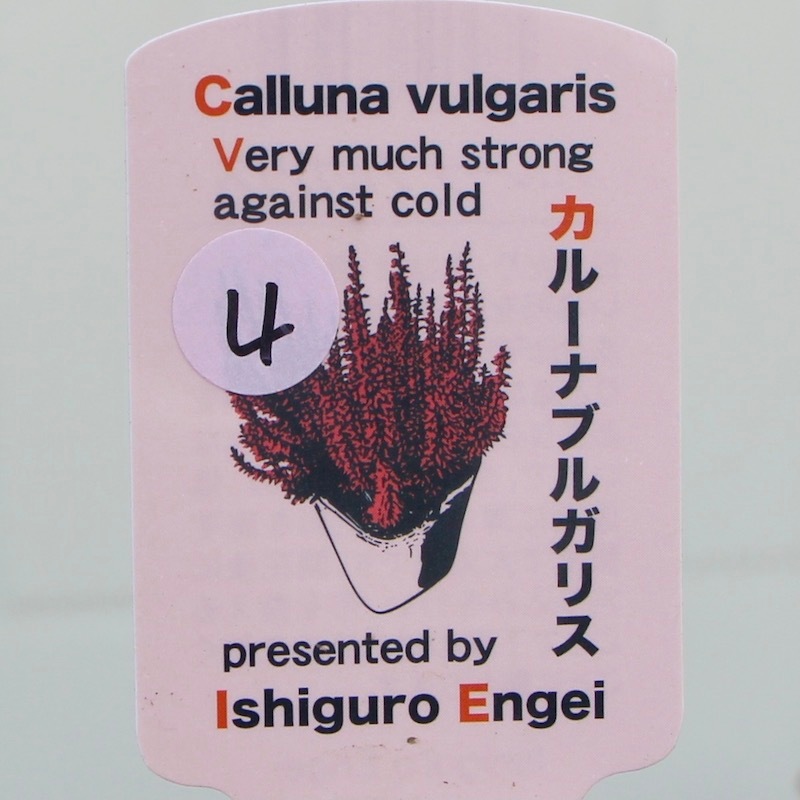 Calluna vulgaris
Very much strong
against cold
カルーナブルガリス
4
presented by
Ishiguro Engei